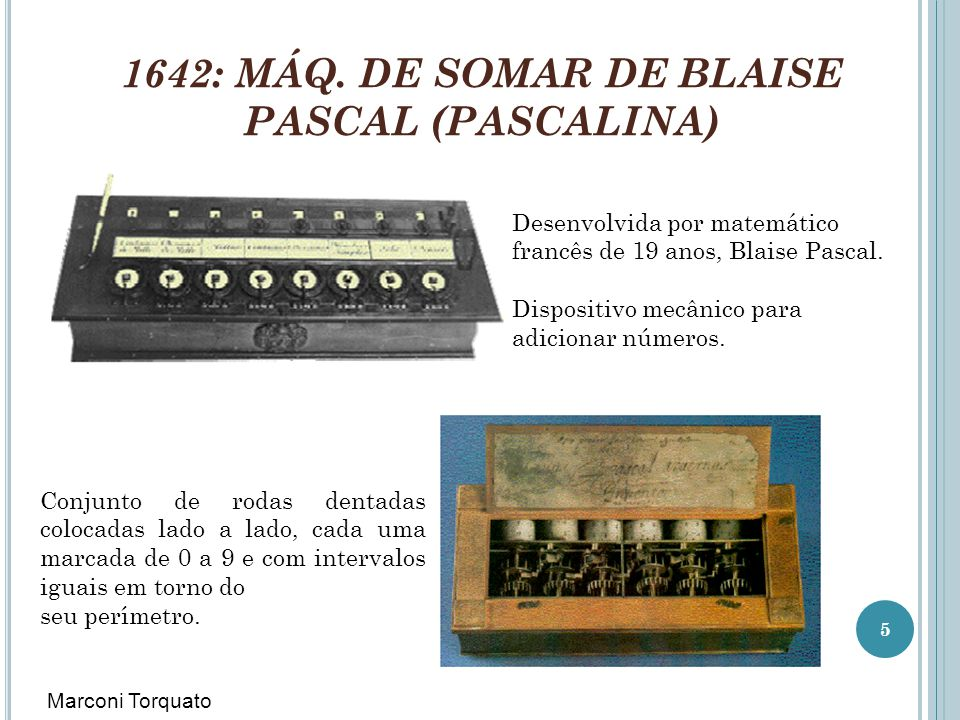 1642: MÁQ. DE SOMAR DE BLAISE
PASCAL (PASCALINA)
Desenvolvida por matemático
francês de 19 anos, Blaise Pascal.
Dispositivo mecânico para
adicionar números.
Conjunto de rodas dentadas
colocadas lado a lado, cada uma
marcada de 0 a 9 e com intervalos
iguais em torno do
seu perímetro.
5
Marconi Torquato